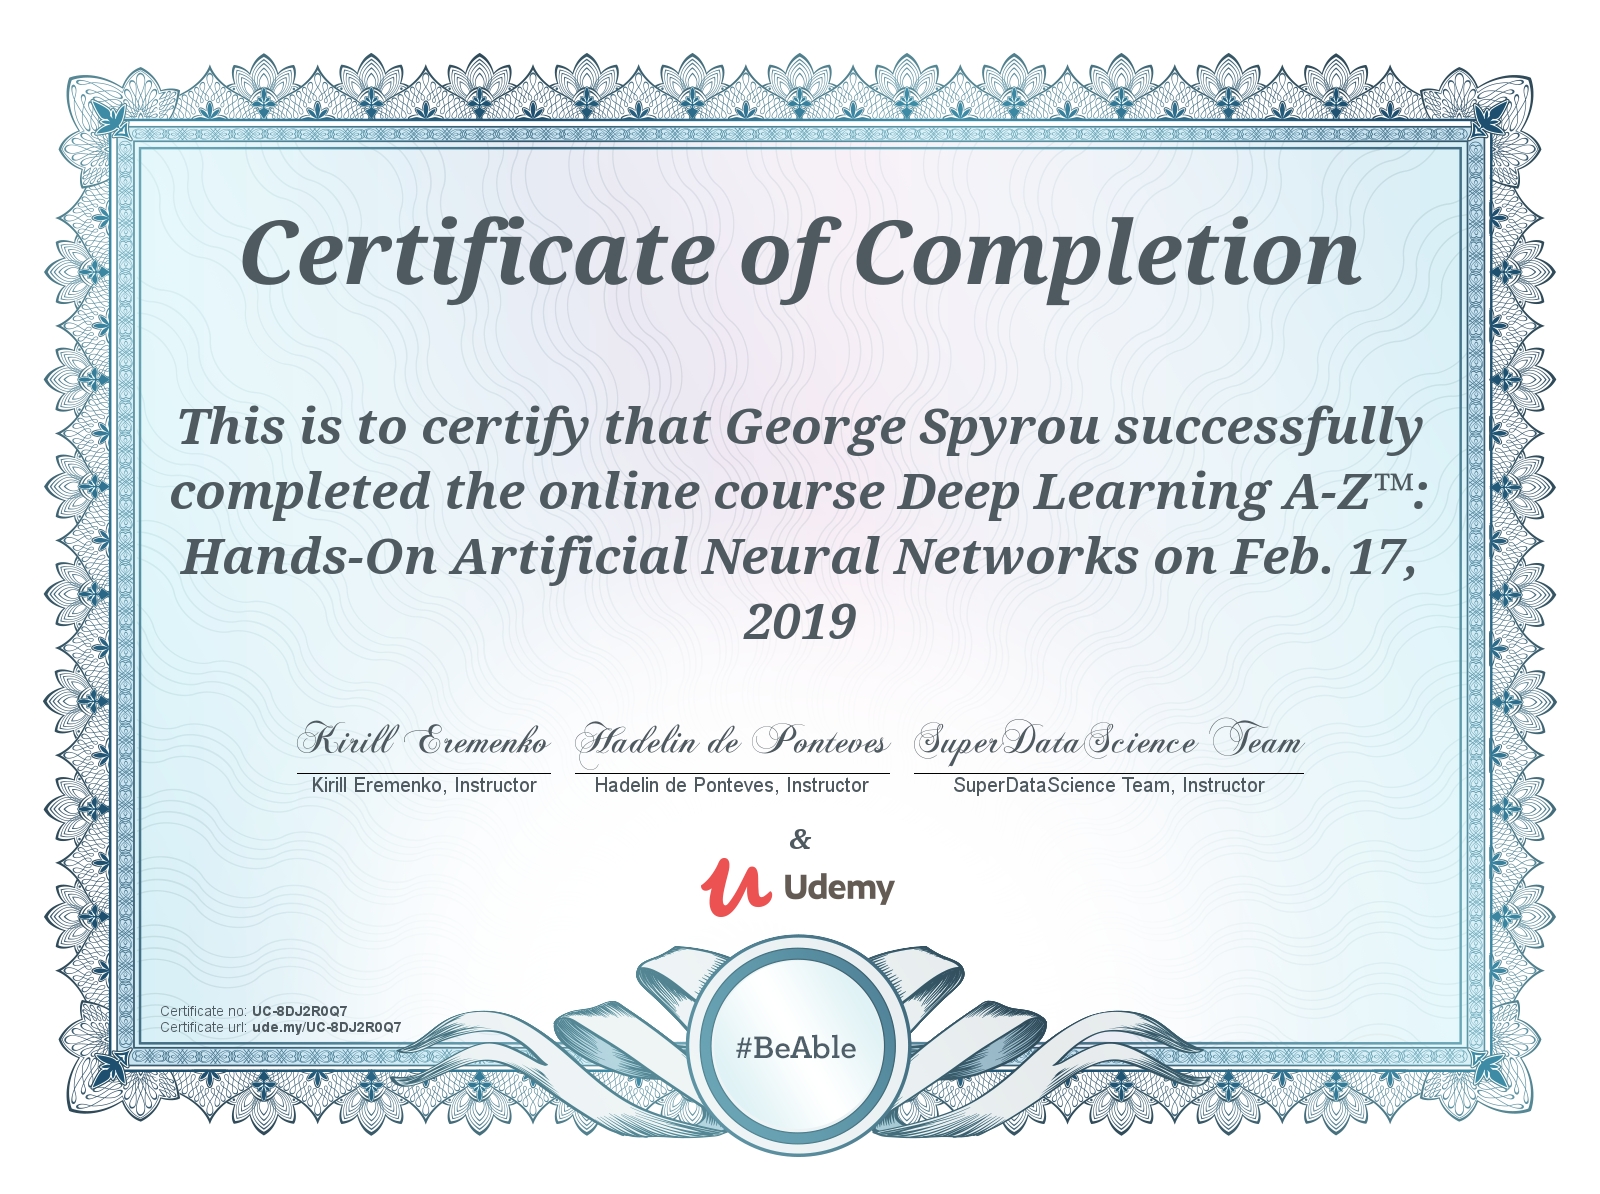 Certificate of Completion
This is to certify that George Spyrou successfully
completed the online course Deep Learning A-Z™:
Hands-On Artificial Neural Networks on Feb. 17,
2019
Kirill Eremenko Hadelin de Ponteves SuperDataScience Team
Kirill Eremenko, Instructor Hadelin de Ponteves, Instructor SuperDataScience Team, Instructor
&
Udemy
Certificate no: UC-8DJ2R0Q7
Certificate url: ude.my/UC-8DJ2R0Q7
#BeAble